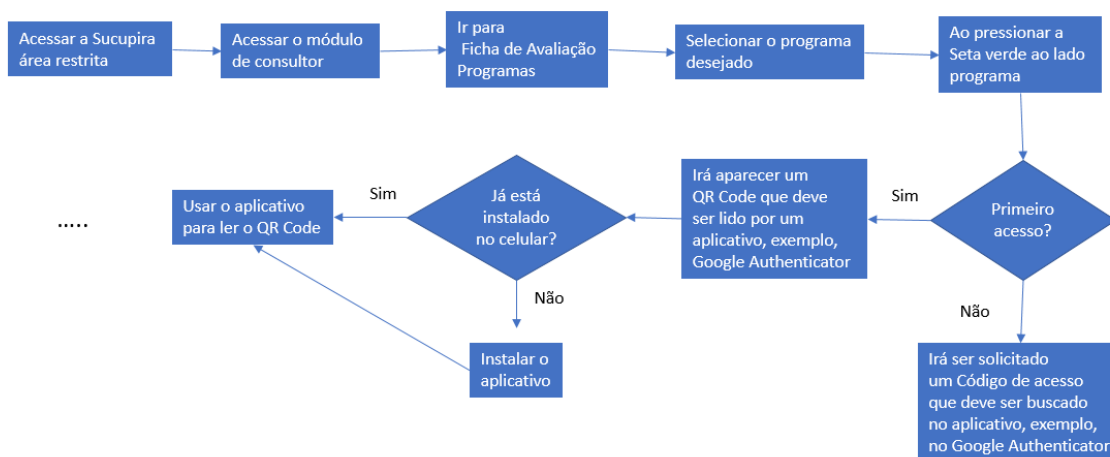 Acessar a Sucupira
área restrita
Acessar o módulo
de consultor
Ir para
Ficha de Avaliação
Programas
Selecionar o programa
desejado
Ao pressionar a
Seta verde ao lado
programa
Primeiro
acesso?
Sim
Irá aparecer um
QR Code que deve
ser lido por um
aplicativo, exemplo,
Google Authenticator
Já está
instalado
no celular?
Sim
Usar o aplicativo
para ler o QR Code
.....
Não
Instalar o
aplicativo
Não
Irá ser solicitado
um Código de acesso
que deve ser buscado
no aplicativo, exemplo,
no Google Authenticator